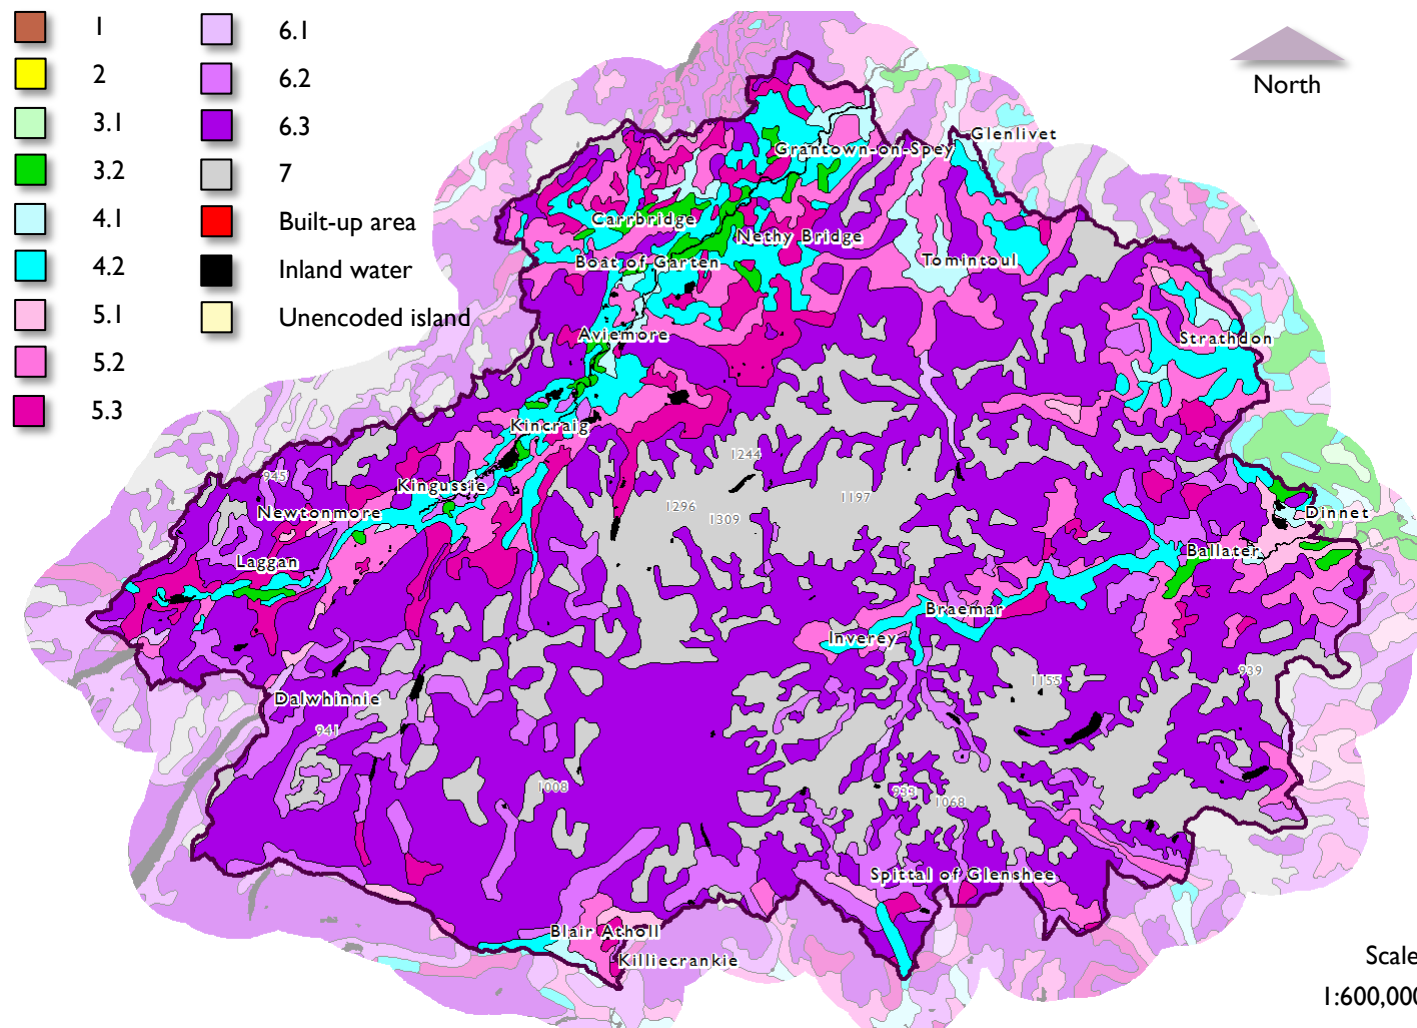 1
2
3.1
3.2
4.1
4.2
5.1
5.2
5.3
6.1
6.2
6.3
7
Built-up area
Inland water
Unencoded island
North
Glenlivet
Grantown-on-Spey
Carrbridge
Nethy Bridge
Boat of Garten
Tomintoul
Aviemore
Strathdon
Kincraig
1244
945
Kingussie
1197
1296
Newtonmore
1309
Dinnet
Ballater
Laggan
Braemar
Inverey
939
1155
Dalwhinnie
941
1008
933
1068
Spittal of Glenshee
Blair Atholl
Killiecrankie
Scale
1:600,000